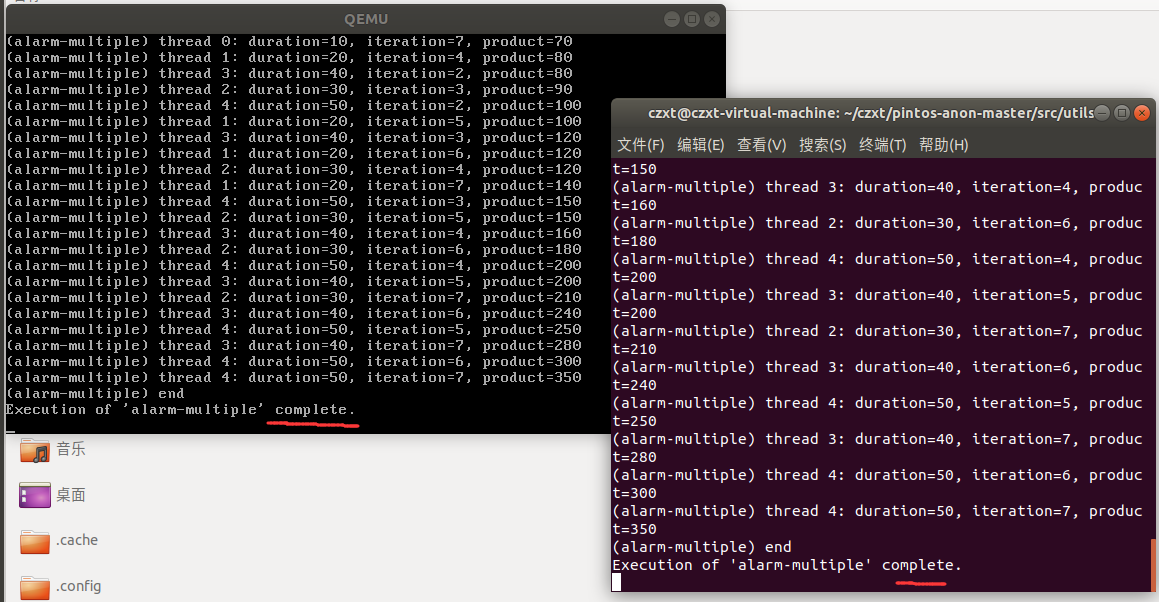 QEMU
(alarm-multiple) thread 0: duration=10, iteration=7, product=70
(alarm-multiple) thread 1: duration=20, iteration=4, product=80
(alarm-multiple) thread 3: duration=40, iteration=2, product=80
(alarm-multiple) thread 2: duration=30, iteration=3, product=90
(alarm-multiple) thread 4: duration=50, iteration=2, product=100
(alarm-multiple) thread 1: duration=20, iteration=5, product=100
(alarm-multiple) thread 3: duration=40, iteration=3, product=120
(alarm-multiple) thread 1: duration=20, iteration=6, product=120
(alarm-multiple) thread 2: duration=30, iteration=4, product=120
(alarm-multiple) thread 1: duration=20, iteration=7, product=140
(alarm-multiple) thread 4: duration=50, iteration=3, product=150
(alarm-multiple) thread 2: duration=30, iteration=5, product=150
(alarm-multiple) thread 3: duration=40, iteration=4, product=160
(alarm-multiple) thread 2: duration=30, iteration=6, product=180
(alarm-multiple) thread 4: duration=50, iteration=4, product=200
(alarm-multiple) thread 3: duration=40, iteration=5, product=200
(alarm-multiple) thread 2: duration=30, iteration=7, product=210
(alarm-multiple) thread 3: duration=40, iteration=6, product=240
(alarm-multiple) thread 4: duration=50, iteration=5, product=250
(alarm-multiple) thread 3: duration=40, iteration=7, product=280
(alarm-multiple) thread 4: duration=50, iteration=6, product=300
(alarm-multiple) thread 4: duration=50, iteration=7, product=350
(alarm-multiple) end
Execution of 'alarm-multiple' complete.
音乐
桌面
.cache
.config
czxt@czxt-virtual-machine: ~/czxt/pintos-anon-master/src/utils
文件(F) 编辑(E) 查看(V) 搜索(S) 终端(T) 帮助(H)
t=150
(alarm-multiple) thread 3: duration=40, iteration=4, produc
t=160
(alarm-multiple) thread 2: duration=30, iteration=6, produc
t=180
(alarm-multiple) thread 4: duration=50, iteration=4, produc
t=200
(alarm-multiple) thread 3: duration=40, iteration=5, produc
t=200
(alarm-multiple) thread 2: duration=30, iteration=7, produc
t=210
(alarm-multiple) thread 3: duration=40, iteration=6, produc
t=240
(alarm-multiple) thread 4: duration=50, iteration=5, produc
t=250
(alarm-multiple) thread 3: duration=40, iteration=7, produc
t=280
(alarm-multiple) thread 4: duration=50, iteration=6, produc
t=300
(alarm-multiple) thread 4: duration=50, iteration=7, produc
t=350
(alarm-multiple) end
Execution of 'alarm-multiple' complete.